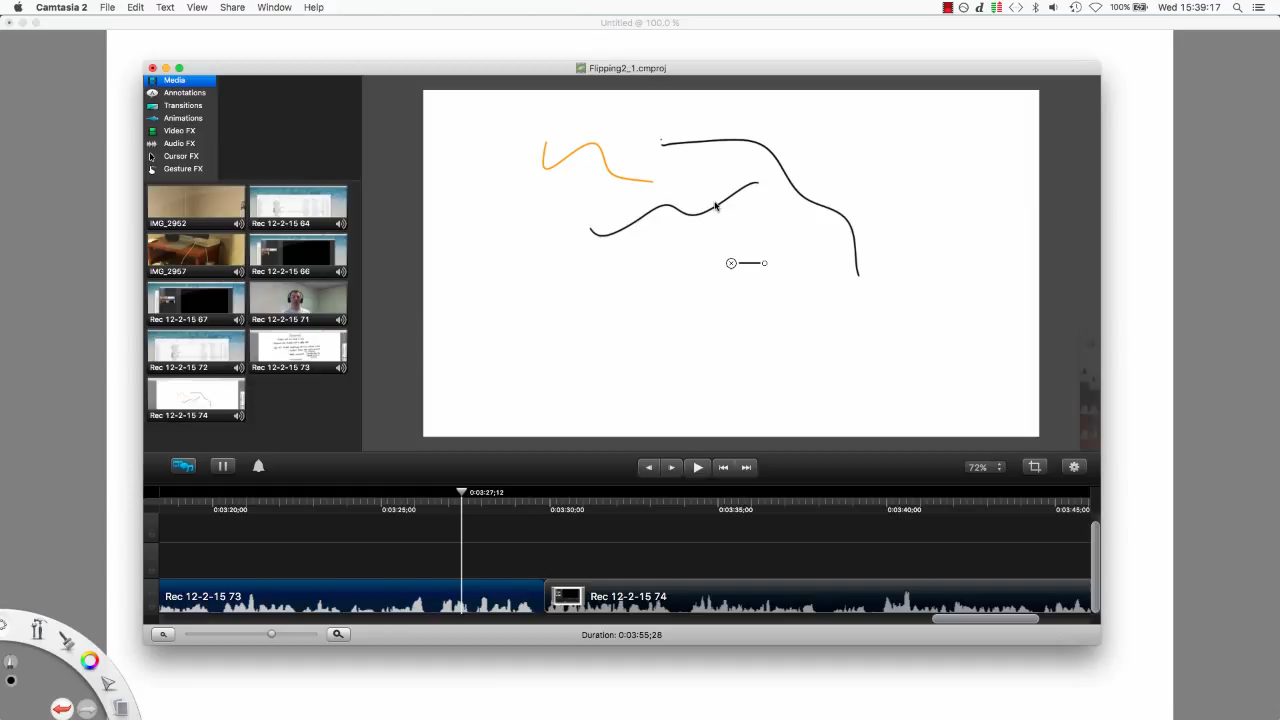 Camtasia 2 File Edit Text View Share Window Help 100% Wed 15:39:17
Untitled @ 100.0 %
Flipping2_1.cmproj
Media
Annotations
Transitions
Animations
Video FX
Audio FX
Cursor FX
Gesture FX
IMG_2952 Rec 12-2-15 64
IMG_2957 Rec 12-2-15 66
Rec 12-2-15 67 Rec 12-2-15 71
Rec 12-2-15 72 Rec 12-2-15 73
Rec 12-2-15 74
72%
0:03:27;12
0:03:20;00 0:03:25;00 0:03:30;00 0:03:35;00 0:03:40;00 0:03:45;00
Rec 12-2-15 73 Rec 12-2-15 74
Duration: 0:03:55;28